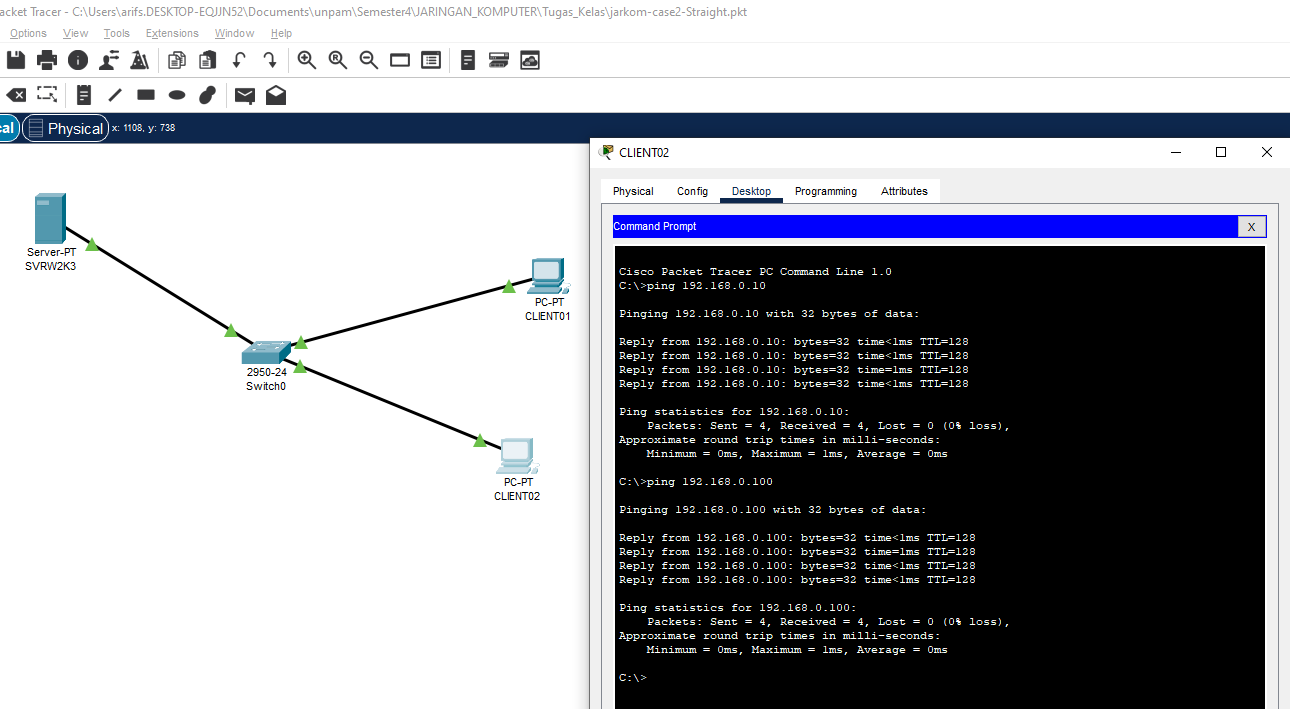 acket Tracer - C:\Users\arifs.DESKTOP-EQJJN52\Documents\unpam\Semester4\JARINGAN_KOMPUTER\Tugas_Kelas\jarkom-case2-Straight.pkt
Options View Tools Extensions Window Help
al Physical x: 1108, y: 738
Server-PT
SVRW2K3
PC-PT
CLIENT01
2950-24
Switch0
PC-PT
CLIENT02
CLIENT02
Physical Config Desktop Programming Attributes
Command Prompt X
Cisco Packet Tracer PC Command Line 1.0
C:\>ping 192.168.0.10
Pinging 192.168.0.10 with 32 bytes of data:
Reply from 192.168.0.10: bytes=32 time<1ms TTL=128
Reply from 192.168.0.10: bytes=32 time<1ms TTL=128
Reply from 192.168.0.10: bytes=32 time=1ms TTL=128
Reply from 192.168.0.10: bytes=32 time<1ms TTL=128
Ping statistics for 192.168.0.10:
Packets: Sent = 4, Received = 4, Lost = 0 (0% loss),
Approximate round trip times in milli-seconds:
Minimum = 0ms, Maximum = 1ms, Average = 0ms
C:\>ping 192.168.0.100
Pinging 192.168.0.100 with 32 bytes of data:
Reply from 192.168.0.100: bytes=32 time<1ms TTL=128
Reply from 192.168.0.100: bytes=32 time<1ms TTL=128
Reply from 192.168.0.100: bytes=32 time=1ms TTL=128
Reply from 192.168.0.100: bytes=32 time<1ms TTL=128
Ping statistics for 192.168.0.100:
Packets: Sent = 4, Received = 4, Lost = 0 (0% loss),
Approximate round trip times in milli-seconds:
Minimum = 0ms, Maximum = 1ms, Average = 0ms
C:\>